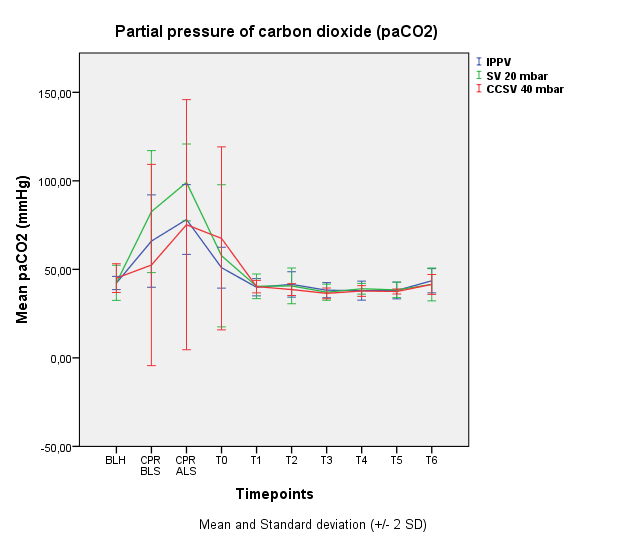 Partial pressure of carbon dioxide (paCO2)
IPPV
SV 20 mbar
CCSV 40 mbar
150,00
100,00
50,00
0,00
-50,00
Mean paCO2 (mmHg)
BLH CPR BLS CPR ALS T0 T1 T2 T3 T4 T5 T6
Timepoints
Mean and Standard deviation (+/- 2 SD)